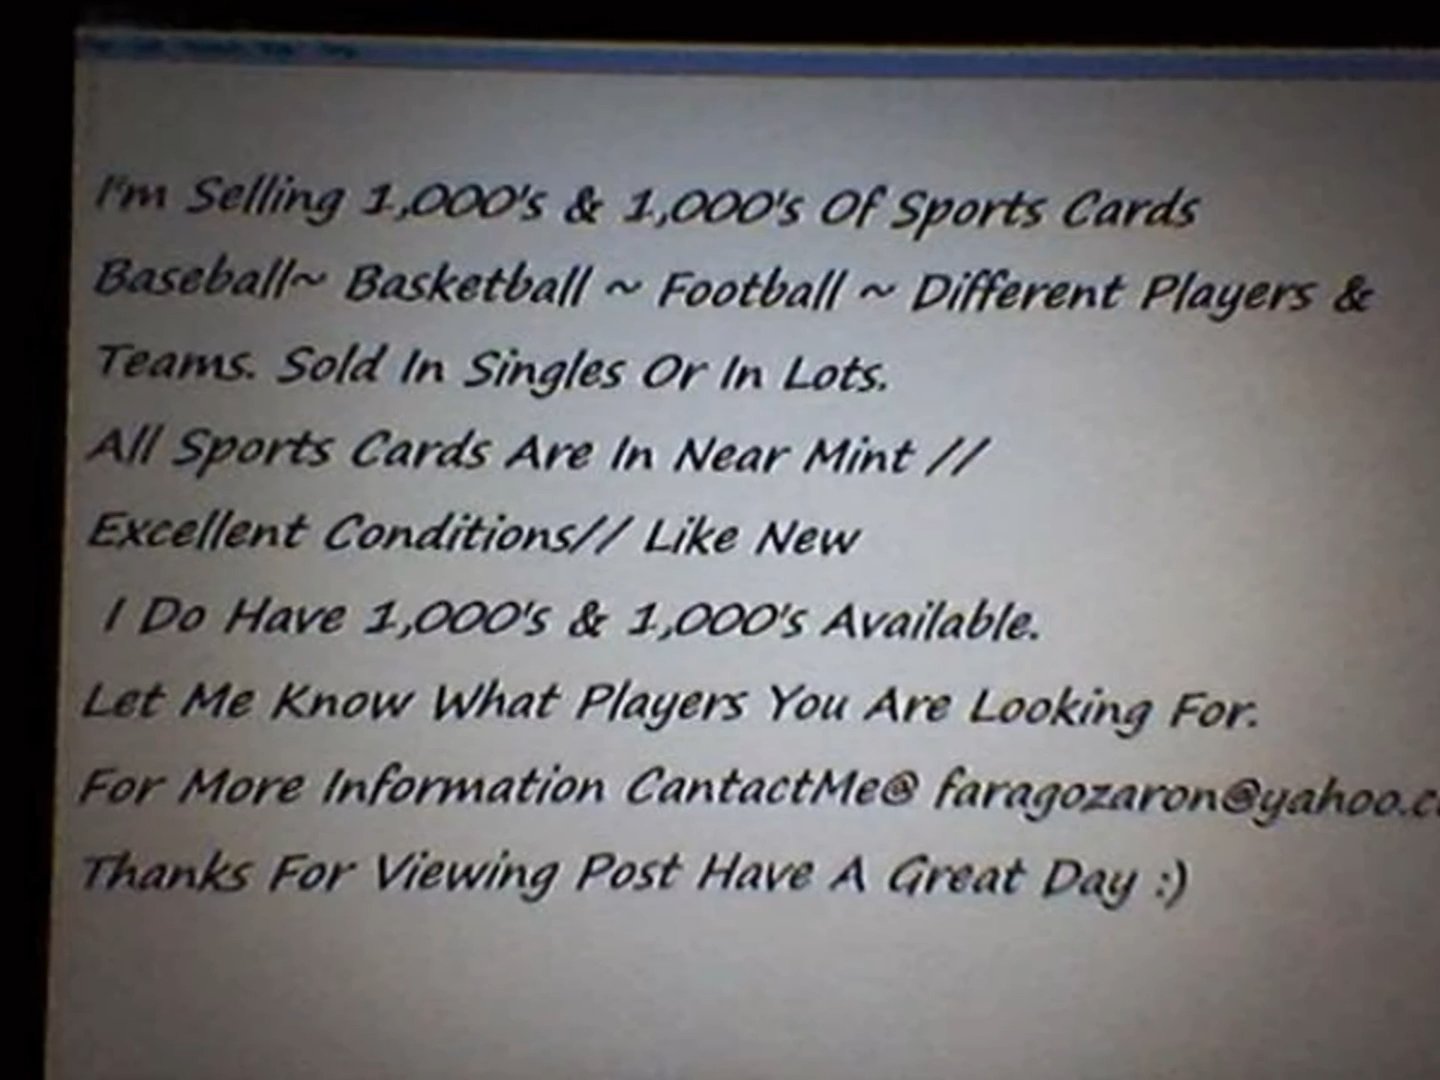 I'm Selling 1,000's & 1,000's Of Sports Cards
Baseball~ Basketball ~ Football ~ Different Players &
Teams. Sold In Singles Or In Lots.
All Sports Cards Are In Near Mint //
Excellent Conditions// Like New
I Do Have 1,000's & 1,000's Available.
Let Me Know What Players You Are Looking For.
For More Information CantactMe@ faragozaron@yahoo.c
Thanks For Viewing Post Have A Great Day :)